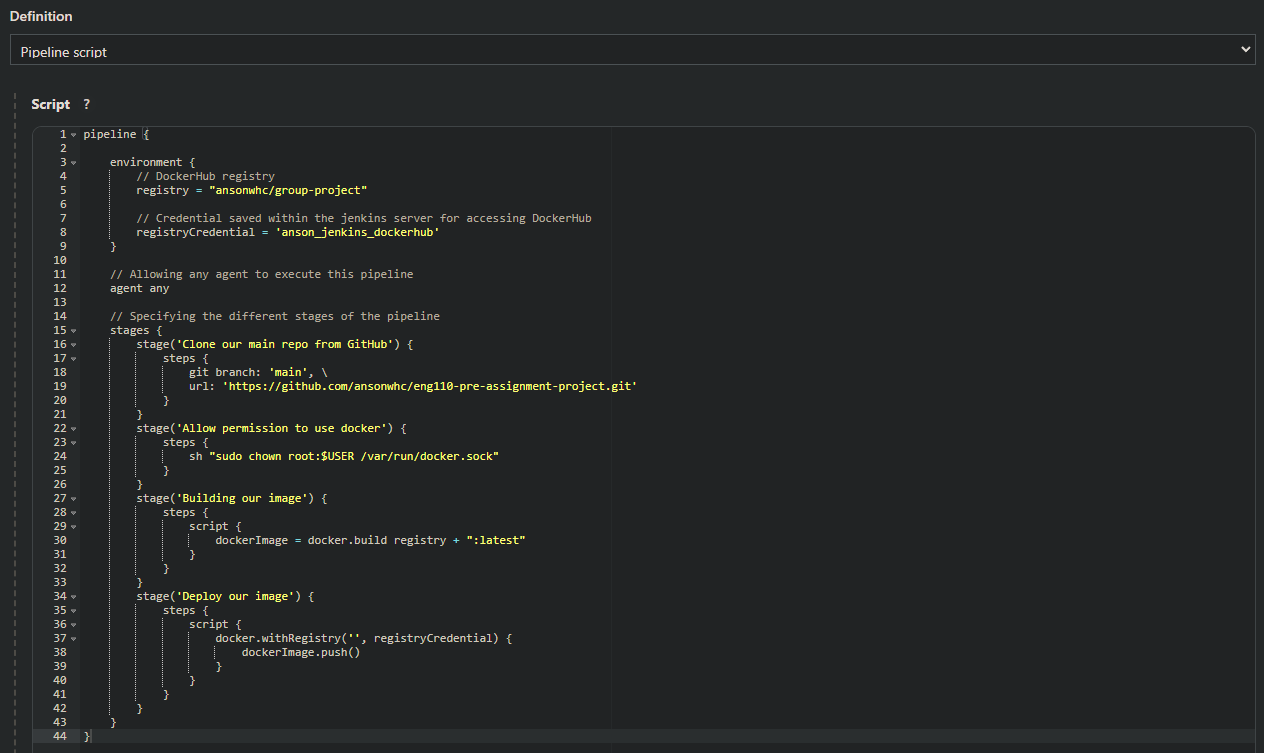 Definition
Pipeline script
Script ?
1 pipeline {
2
3     environment {
4         // DockerHub registry
5         registry = "ansonwhc/group-project"
6
7         // Credential saved within the jenkins server for accessing DockerHub
8         registryCredential = 'anson_jenkins_dockerhub'
9     }
10
11     // Allowing any agent to execute this pipeline
12     agent any
13
14     // Specifying the different stages of the pipeline
15     stages {
16         stage('Clone our main repo from GitHub') {
17             steps {
18                 git branch: 'main', \
19                 url: 'https://github.com/ansonwhc/eng110-pre-assignment-project.git'
20             }
21         }
22         stage('Allow permission to use docker') {
23             steps {
24                 sh "sudo chown root:$USER /var/run/docker.sock"
25             }
26         }
27         stage('Building our image') {
28             steps {
29                 script {
30                     dockerImage = docker.build registry + ":latest"
31                 }
32             }
33         }
34         stage('Deploy our image') {
35             steps {
36                 script {
37                     docker.withRegistry('', registryCredential) {
38                         dockerImage.push()
39                     }
40                 }
41             }
42         }
43     }
44 }